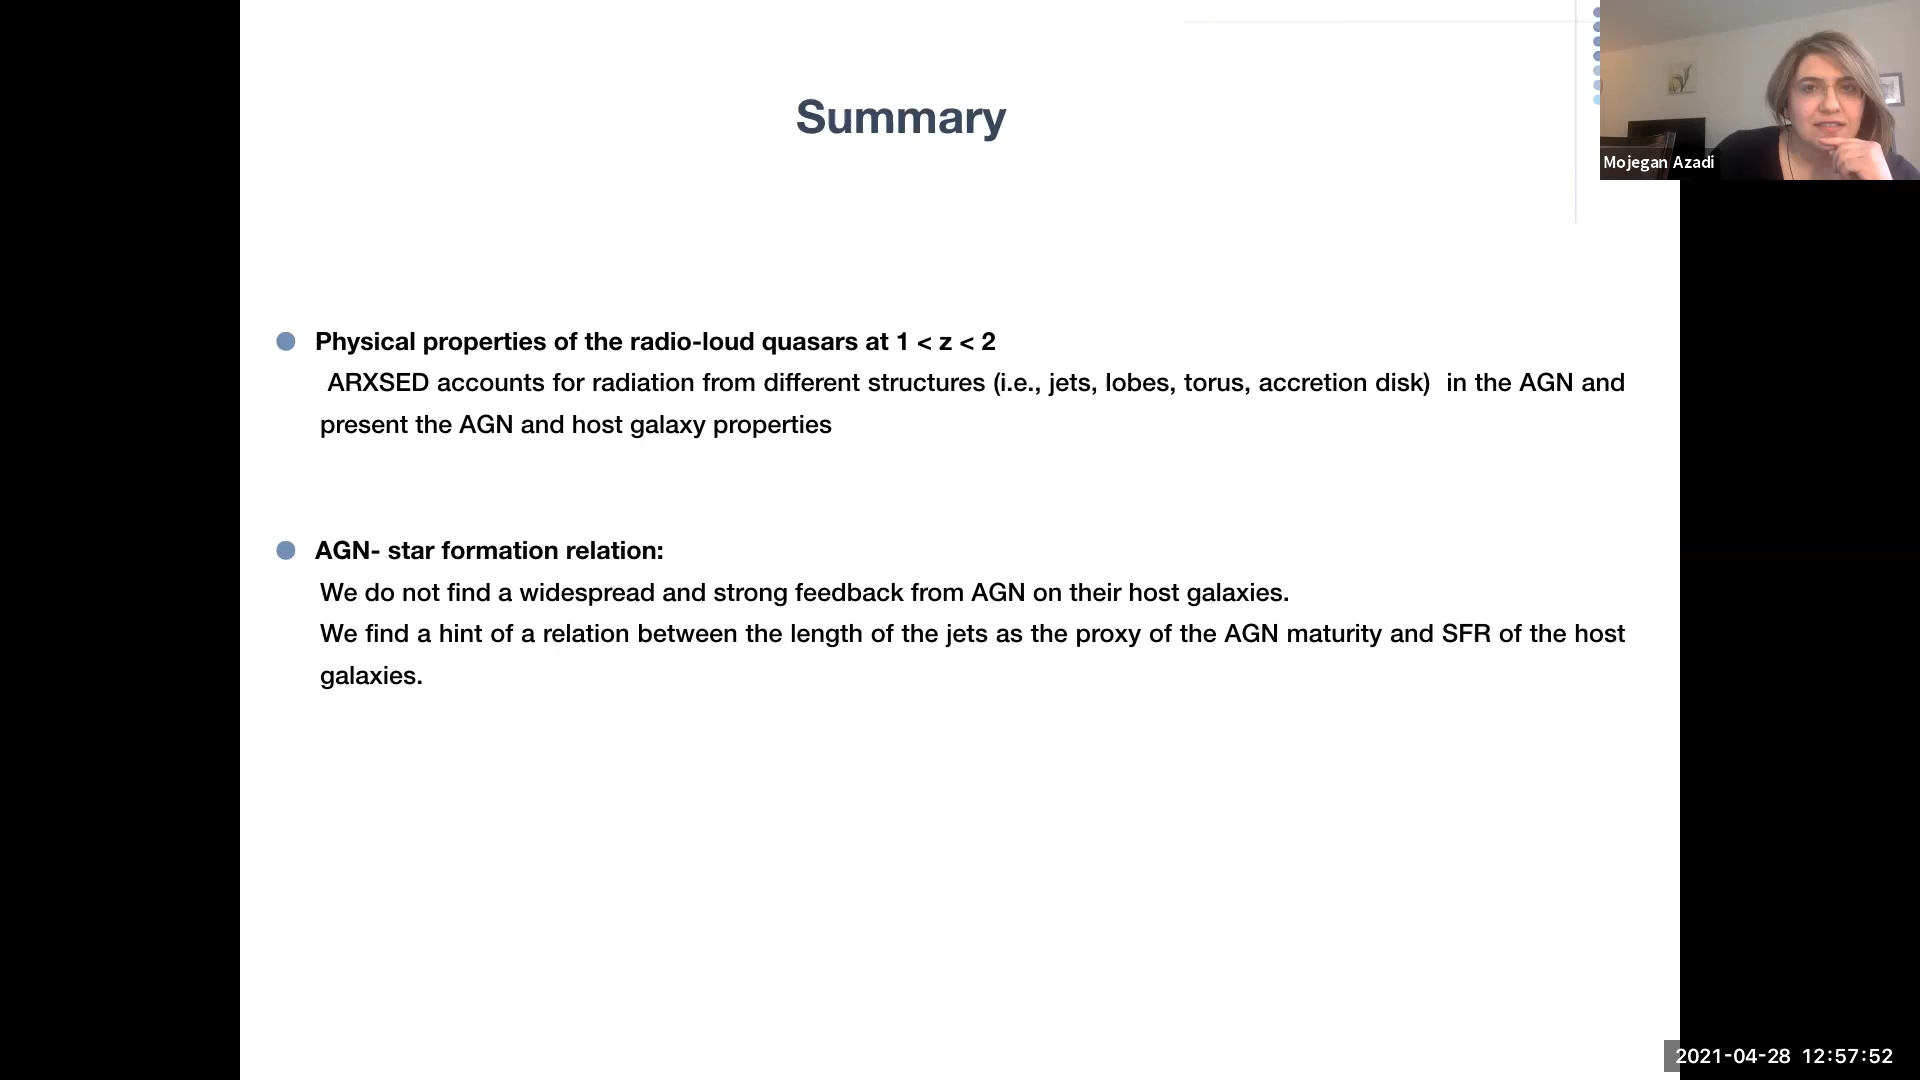 Summary
Mojegan Azadi
Physical properties of the radio-loud quasars at 1 < z < 2
ARXSED accounts for radiation from different structures (i.e., jets, lobes, torus, accretion disk) in the AGN and
present the AGN and host galaxy properties
AGN- star formation relation:
We do not find a widespread and strong feedback from AGN on their host galaxies.
We find a hint of a relation between the length of the jets as the proxy of the AGN maturity and SFR of the host
galaxies.
2021-04-28 12:57:52